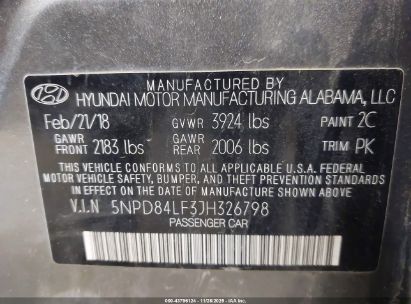 MANUFACTURED BY
HYUNDAI MOTOR MANUFACTURING ALABAMA, LLC
Feb/21/18 GVWR 3924 lbs PAINT 2C
GAWR FRONT 2183 lbs GAWR REAR 2006 lbs TRIM PK
THIS VEHICLE CONFORMS TO ALL APPLICABLE U.S.A. FEDERAL
MOTOR VEHICLE SAFETY, BUMPER, AND THEFT PREVENTION STANDARDS
IN EFFECT ON THE DATE OF MANUFACTURE SHOWN ABOVE.
V.I.N 5NPD84LF3JH326798
PASSENGER CAR